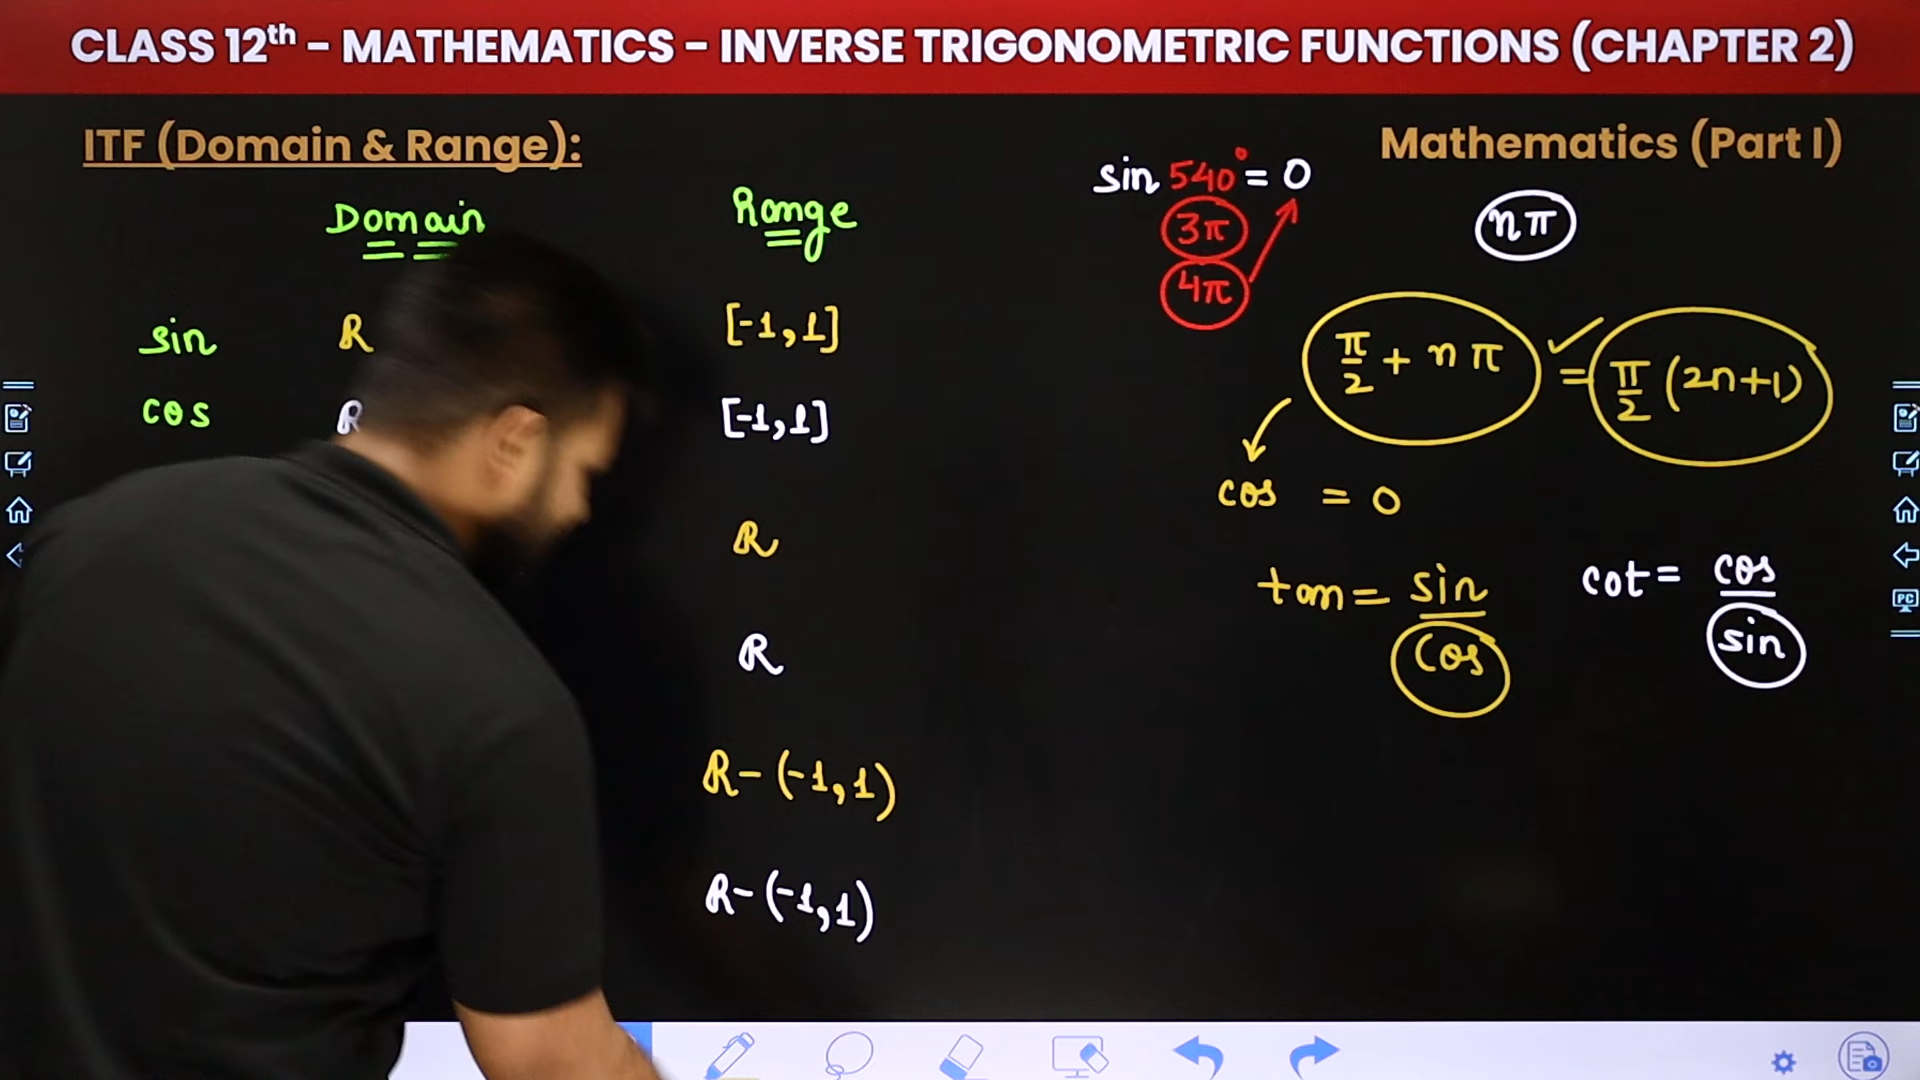 CLASS 12th - MATHEMATICS - INVERSE TRIGONOMETRIC FUNCTIONS (CHAPTER 2)
ITF (Domain & Range):
Mathematics (Part I)
Domain Range
sin R [-1,1]
cos R [-1,1]
R
R
R-(-1,1)
R-(-1,1)
sin 540° = 0
3π
4π
nπ
π/2 + nπ = π/2 (2n+1)
cos = 0
tan = sin/cos
cot = cos/sin
PC